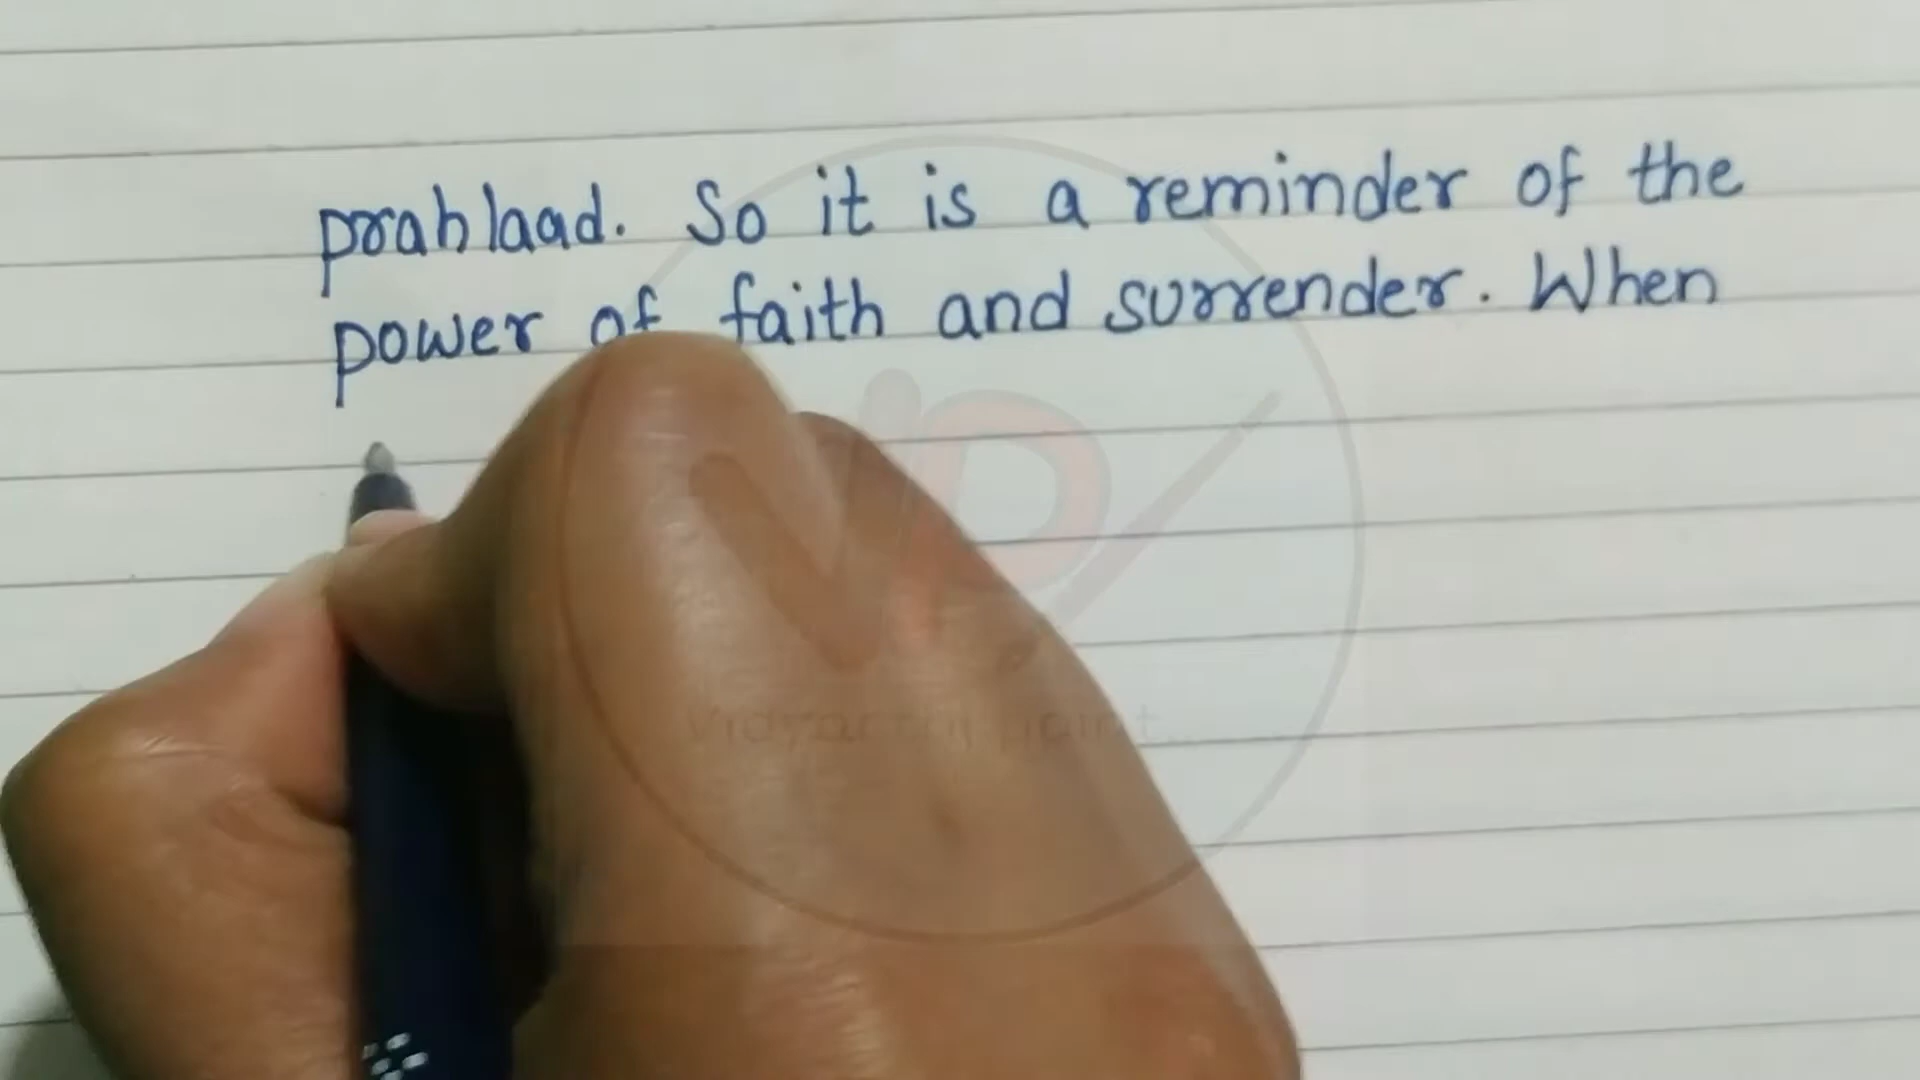 prahlaad. So it is a reminder of the
power of faith and surrender. When